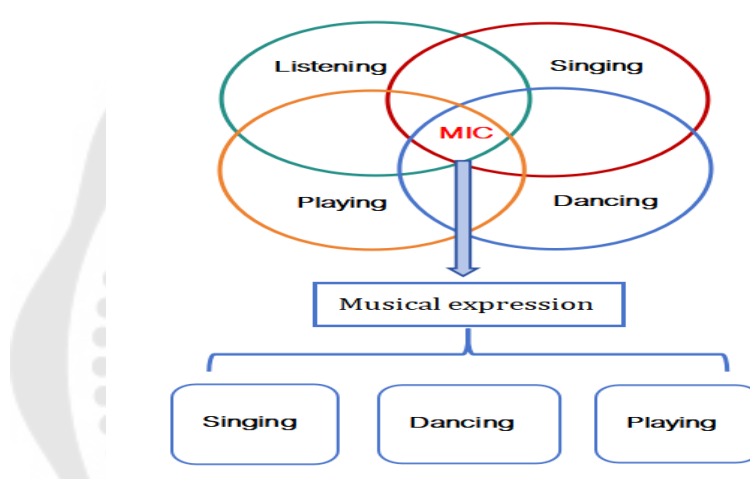 Listening
Singing
MIC
Playing
Dancing
Musical expression
Singing
Dancing
Playing